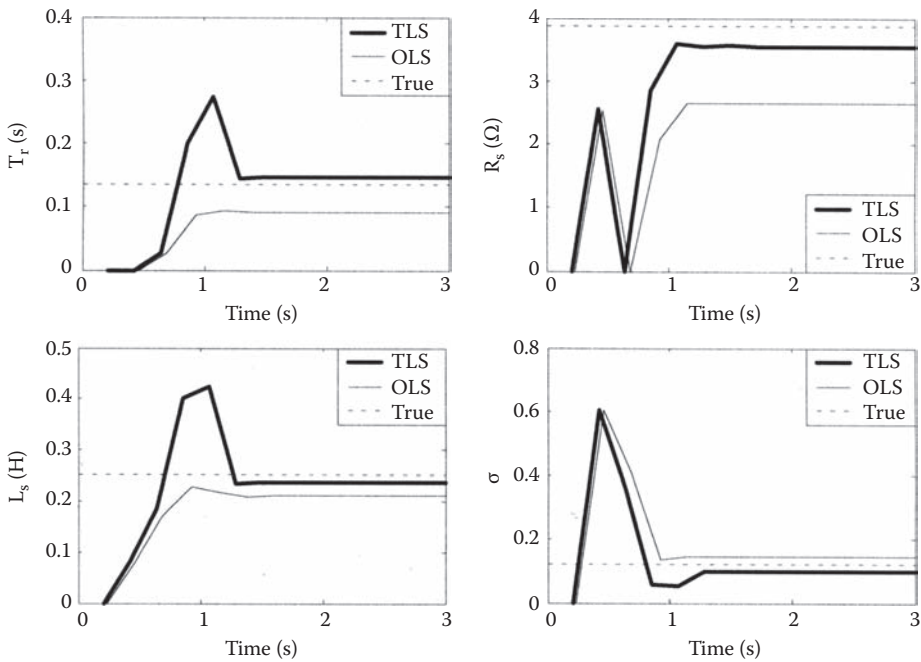 0.4
0.3
0.2
0.1
0
T_r (s)
TLS
OLS
True
0
1
2
3
Time (s)
4
3
2
1
0
R_s (Ω)
TLS
OLS
True
0
1
2
3
Time (s)
0.5
0.4
0.3
0.2
0.1
0
L_s (H)
TLS
OLS
True
0
1
2
3
Time (s)
0.8
0.6
0.4
0.2
0
σ
TLS
OLS
True
0
1
2
3
Time (s)